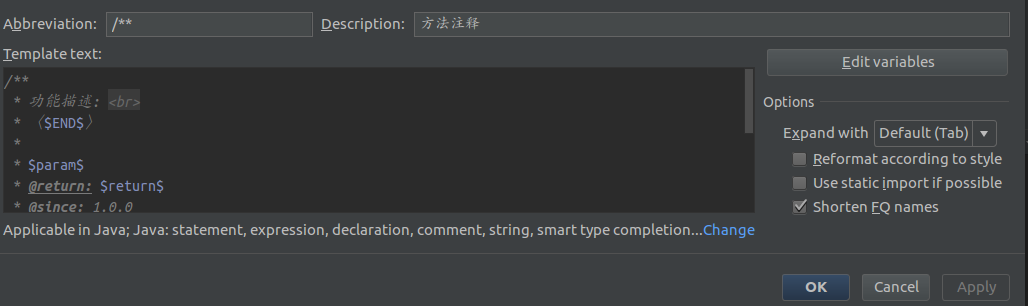 Abbreviation: /** Description: 方法注释
Template text:
Edit variables
/**
* 功能描述: <br>
* 〈$END$〉
*
* $param$
* @return: $return$
* @since: 1.0.0
Options
Expand with Default (Tab)
Reformat according to style
Use static import if possible
Shorten FQ names
Applicable in Java; Java: statement, expression, declaration, comment, string, smart type completion...Change
OK Cancel Apply